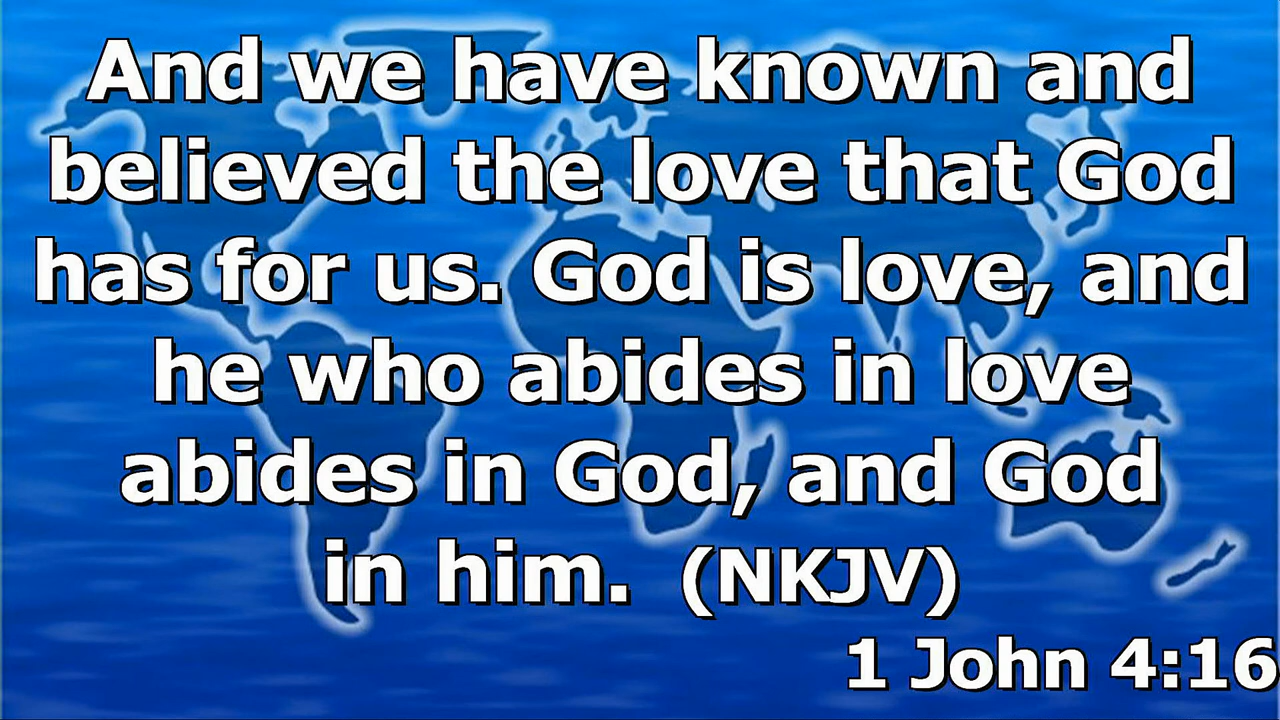 And we have known and
believed the love that God
has for us. God is love, and
he who abides in love
abides in God, and God
in him. (NKJV)
1 John 4:16